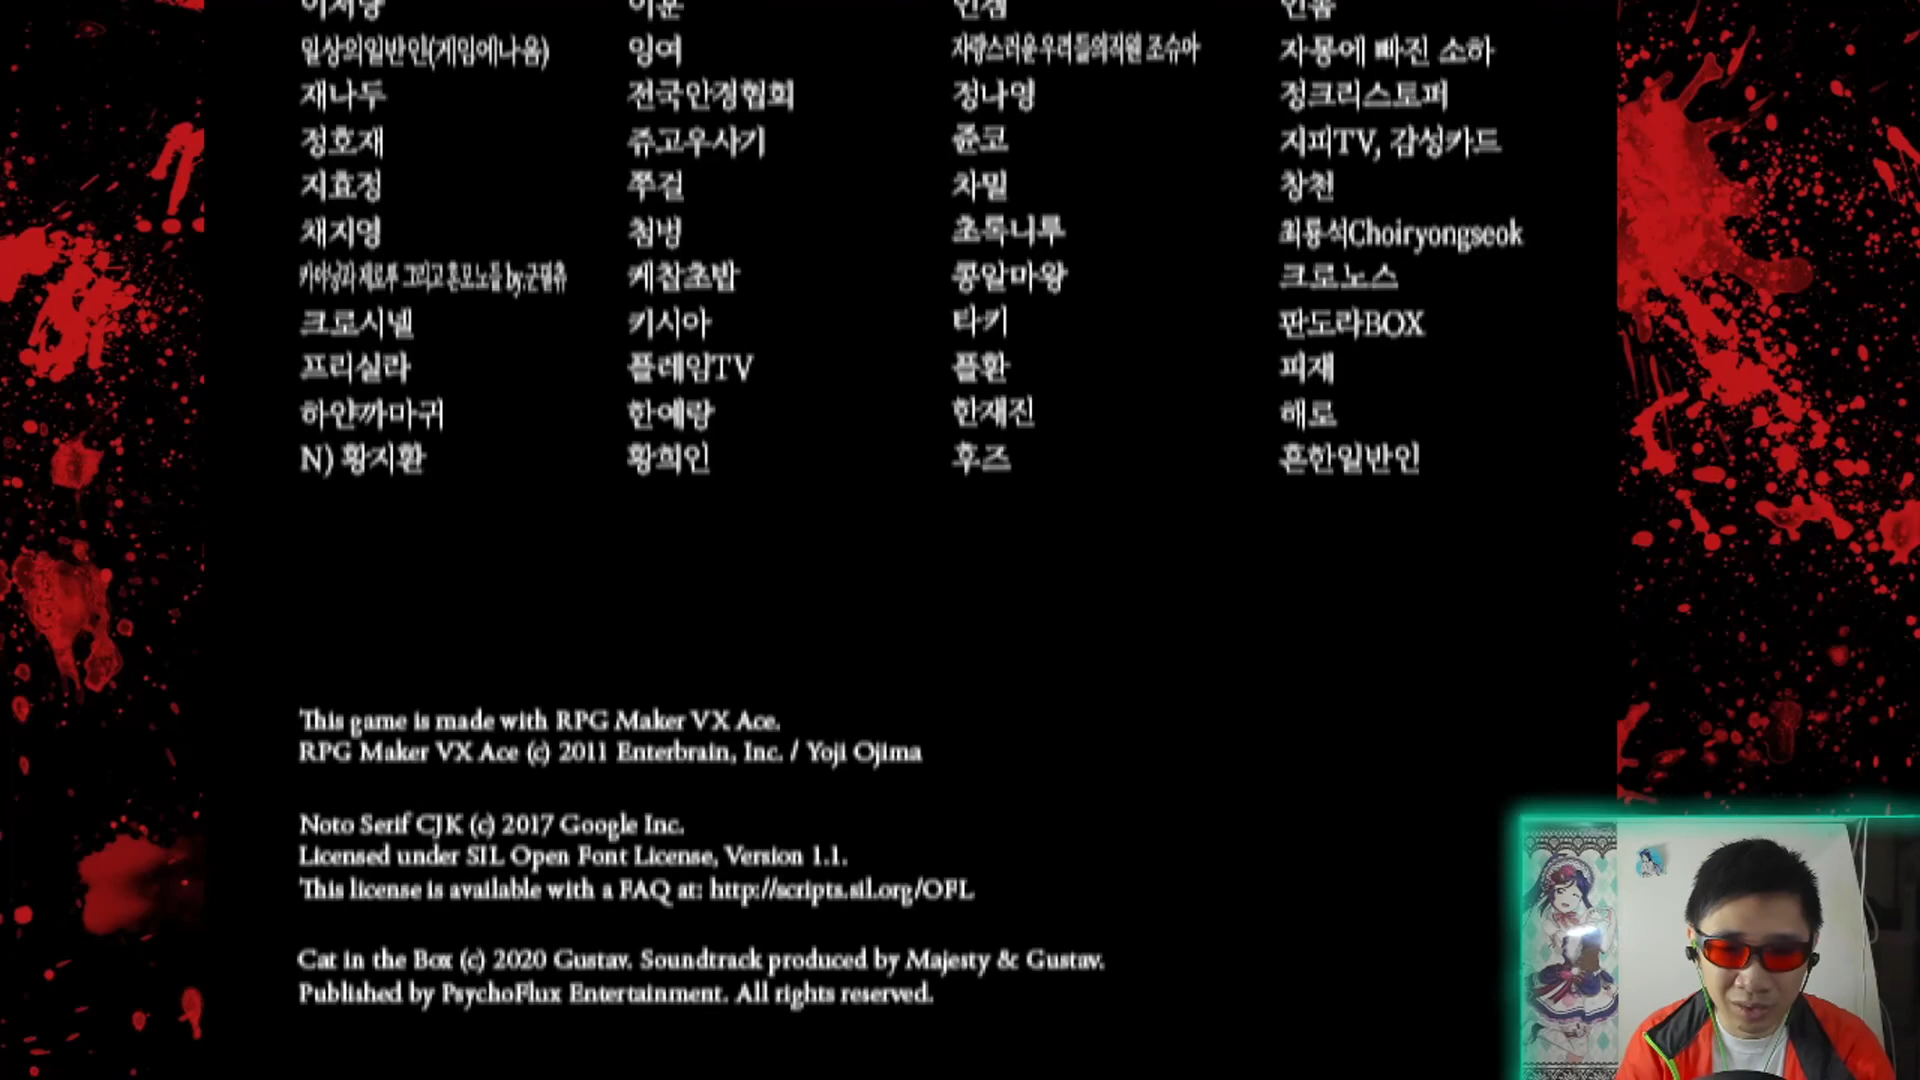 일상의일반인(게임에나옴) 잉여 자랑스러운우리들의직원 조슈아 자몽에 빠진 소하
재나두 전국안정협회 정나영 정크리스토퍼
정호재 쥬고우사기 쥰코 지피TV, 감성카드
지효정 쭈걸 차밀 창천
채지영 첨벙 초록나루 최룡석Choiryongseok
케찹초밥 콩알마왕 크로노스
크로시넬 키시아 타키 판도라BOX
프리실라 플레임TV 플환 피재
하얀까마귀 한예랑 한재진 해로
N) 황지환 황희인 후즈 흔한일반인
This game is made with RPG Maker VX Ace.
RPG Maker VX Ace (c) 2011 Enterbrain, Inc. / Yoji Ojima
Noto Serif CJK (c) 2017 Google Inc.
Licensed under SIL Open Font License, Version 1.1.
This license is available with a FAQ at: http://scripts.sil.org/OFL
Cat in the Box (c) 2020 Gustav. Soundtrack produced by Majesty & Gustav.
Published by PsychoFlux Entertainment. All rights reserved.